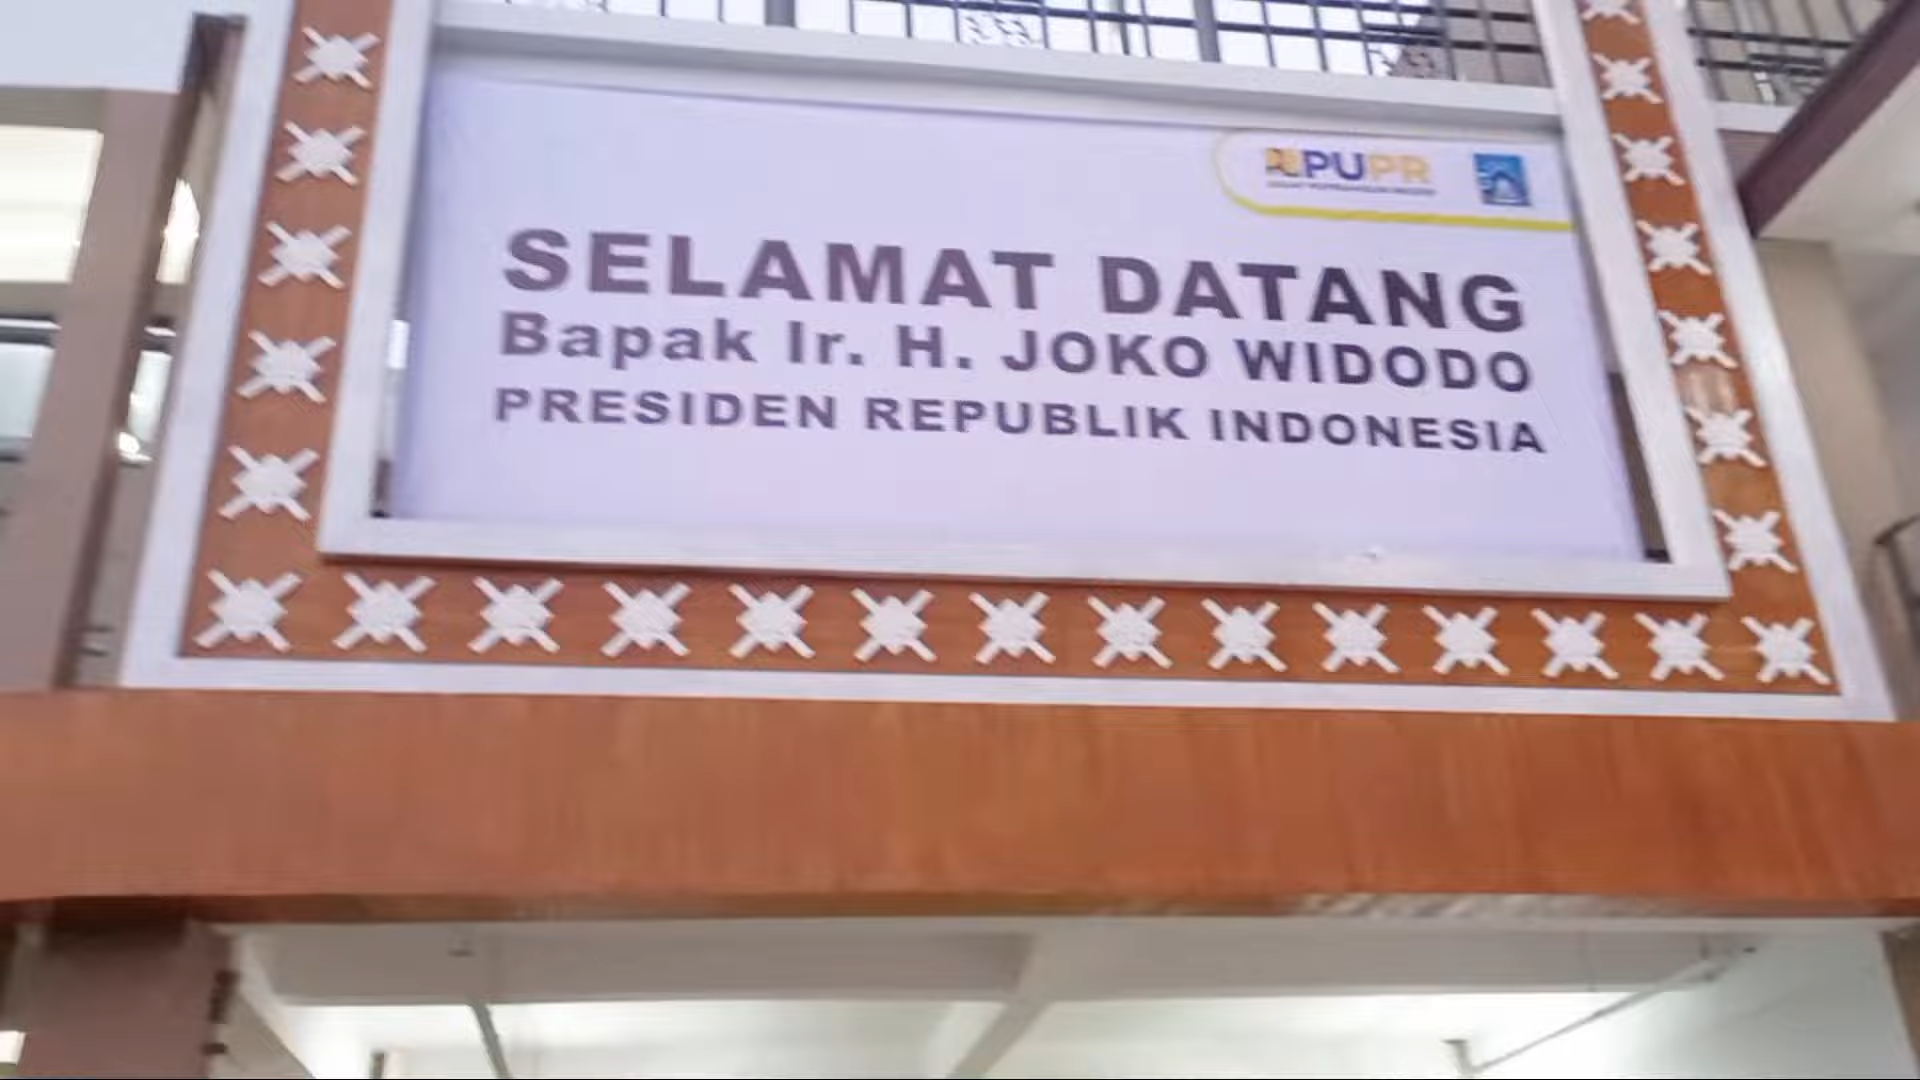 PUPR
SELAMAT DATANG
Bapak Ir. H. JOKO WIDODO
PRESIDEN REPUBLIK INDONESIA